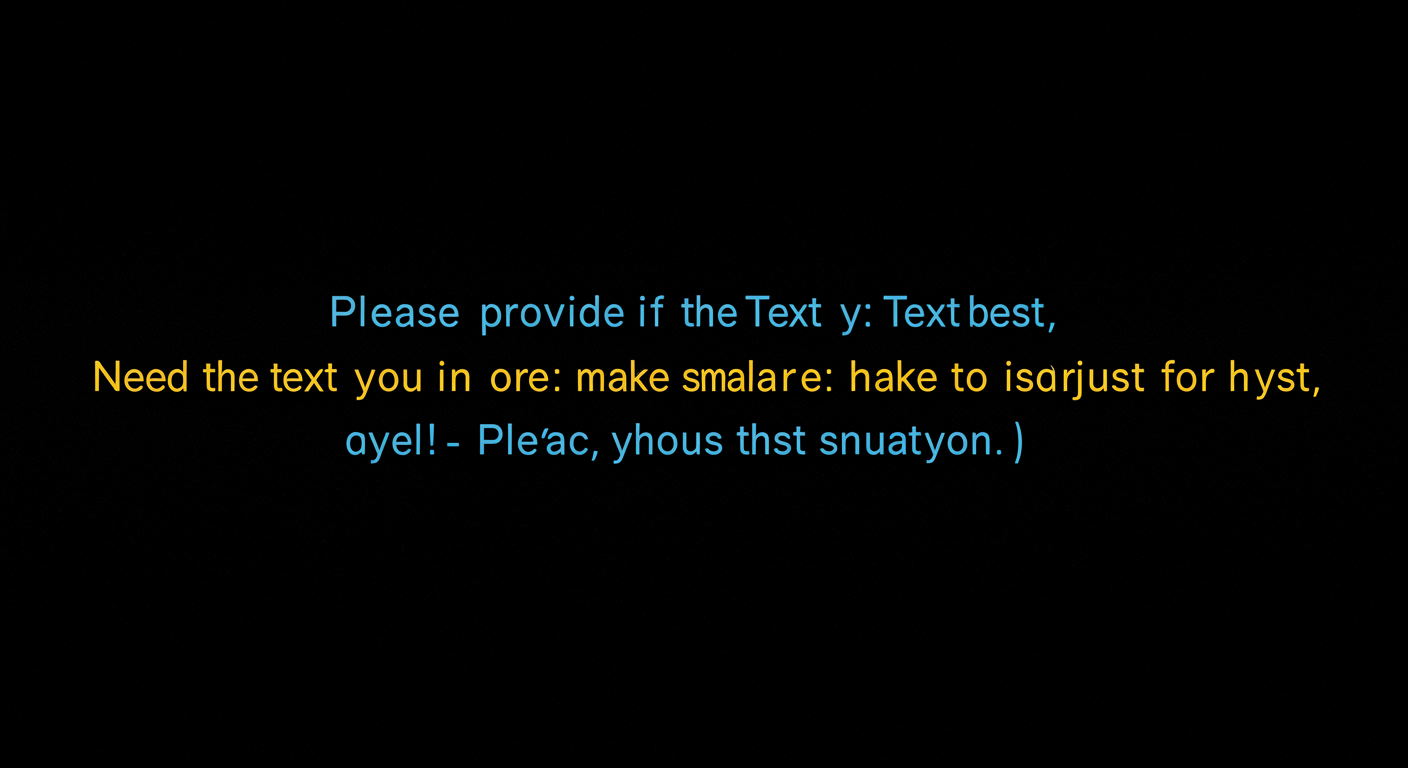 Please provide if the Text y: Text best,
Need the text you in ore: make smalare: hake to isarjust for hyst,
ayel! - Ple'ac, yhous thst snuatyon. )